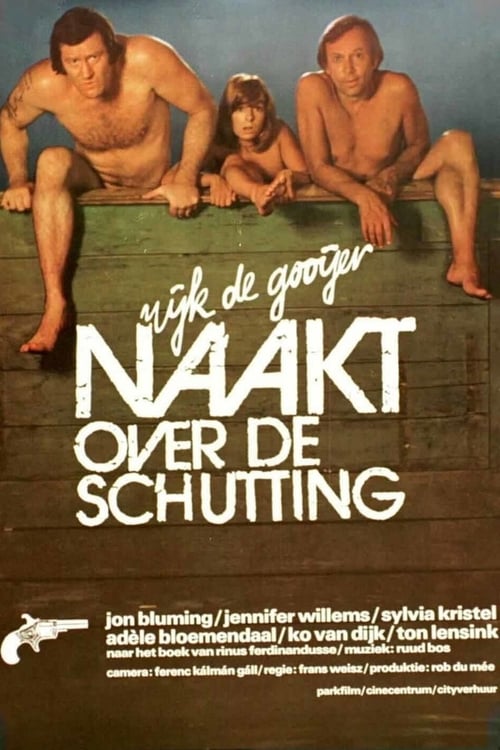 rijk de gooijer
NAAKT
OVER DE
SCHUTTING
jon bluming/jennifer willems/sylvia kristel
adèle bloemendaal/ko van dijk/ton lensink
naar het boek van rinus ferdinandusse/muziek: ruud bos
camera: ferenc kálmán gáll/regie: frans weisz/produktie: rob du mée
parkfilm/cinecentrum/cityverhuur